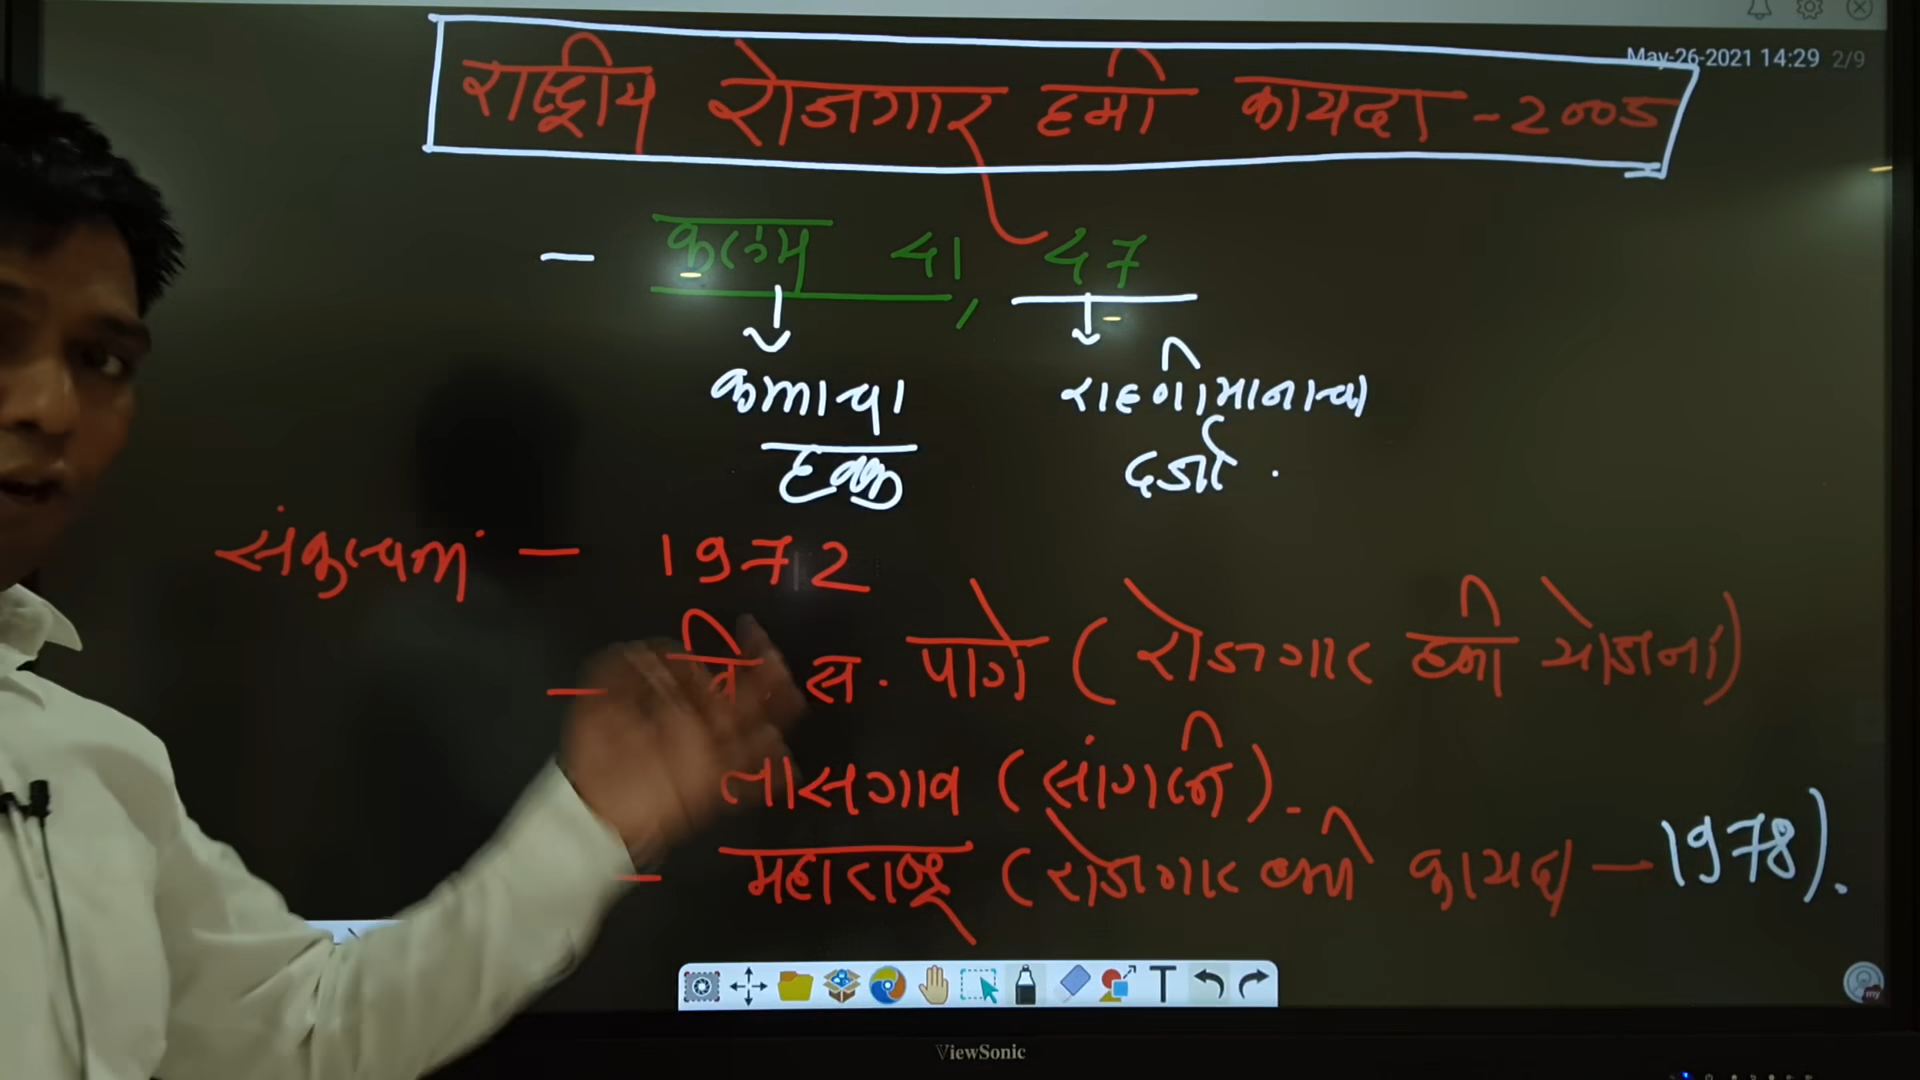 May-26-2021 14:29 2/9
राष्ट्रीय रोजगार हमी कायदा - 2005
- कलम 41, 47
कामाचा राहणीमानाचा
हक्क दर्जा.
संकल्पना - 1972
- वि. स. पागे (रोजगार हमी योजना)
तासगाव (सांगली).
- महाराष्ट्र (रोजगार हमी कायदा - 1978).
ViewSonic